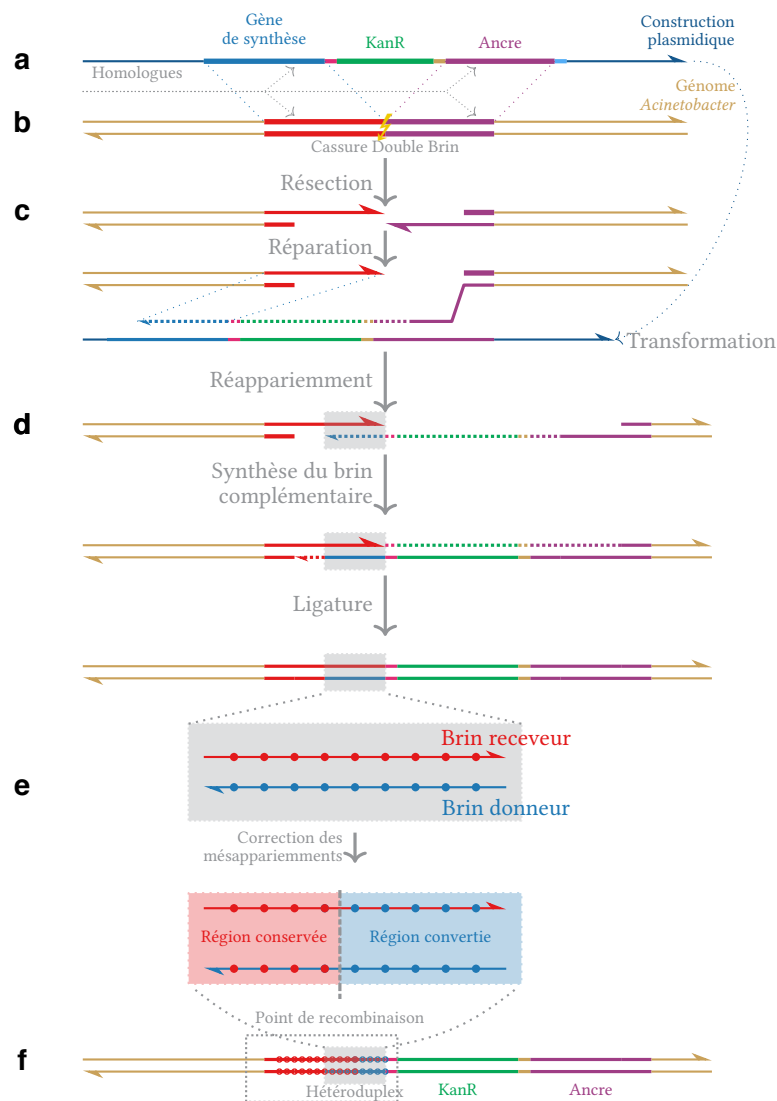 Gène
de synthèse
KanR
Ancre
Construction
plasmidique
a
Homologues
Génome
Acinetobacter
b
Cassure Double Brin
Résection
c
Réparation
Transformation
Réappariemment
d
Synthèse du brin
complémentaire
Ligature
Brin receveur
e
Brin donneur
Correction des
mésappariemments
Région conservée
Région convertie
Point de recombinaison
f
Hétéroduplex
KanR
Ancre